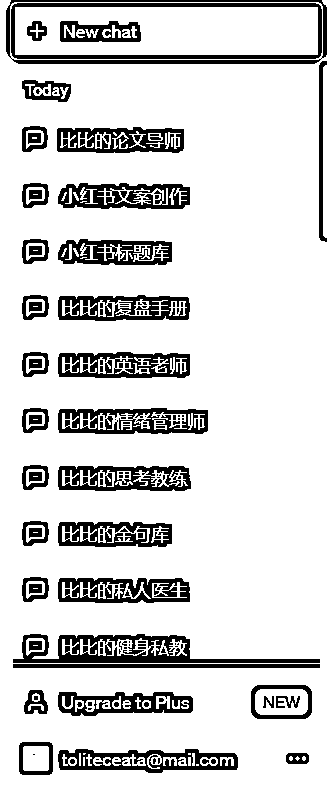 New chat
Today
比比的论文导师
小红书文案创作
小红书标题库
比比的复盘手册
比比的英语老师
比比的情绪管理师
比比的思考教练
比比的金句库
比比的私人医生
比比的健身私教
Upgrade to Plus NEW
toliteceata@mail.com